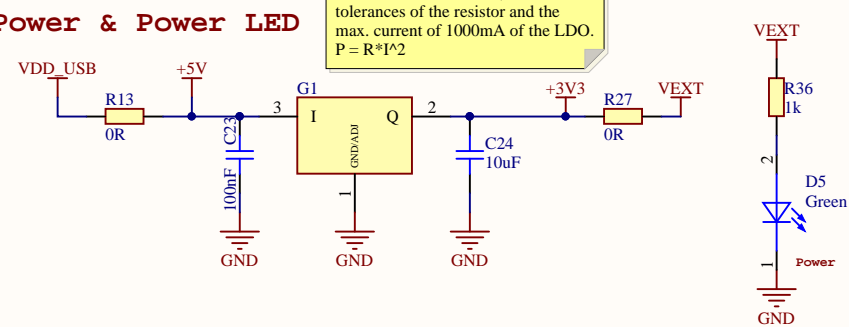 Power & Power LED
tolerances of the resistor and the
max. current of 1000mA of the LDO.
P = R*I^2
VDD_USB
R13
0R
+5V
C23
100nF
GND
G1
3
I
Q
2
GND/ADJ
1
GND
C24
10uF
GND
+3V3
R27
0R
VEXT
VEXT
R36
1k
2
D5
Green
1
Power
GND